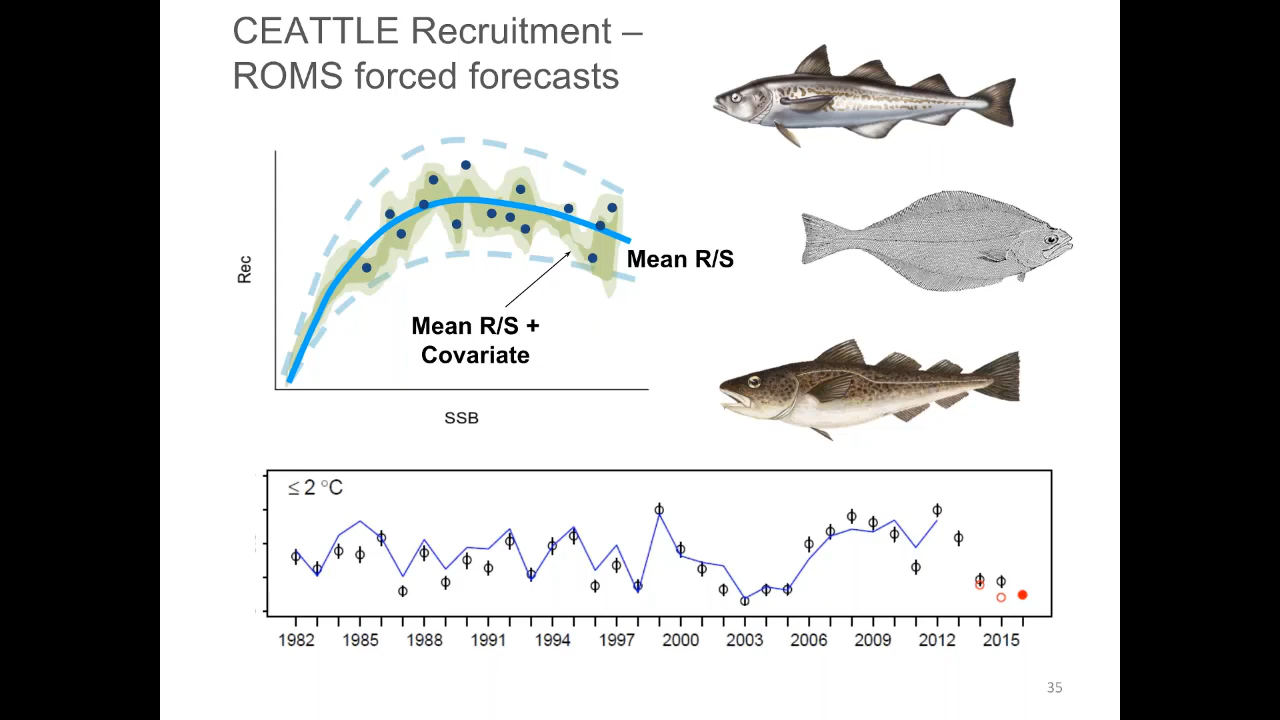 CEATTLE Recruitment –
ROMS forced forecasts
Rec
Mean R/S
Mean R/S +
Covariate
SSB
≤ 2 °C
1982 1985 1988 1991 1994 1997 2000 2003 2006 2009 2012 2015
35